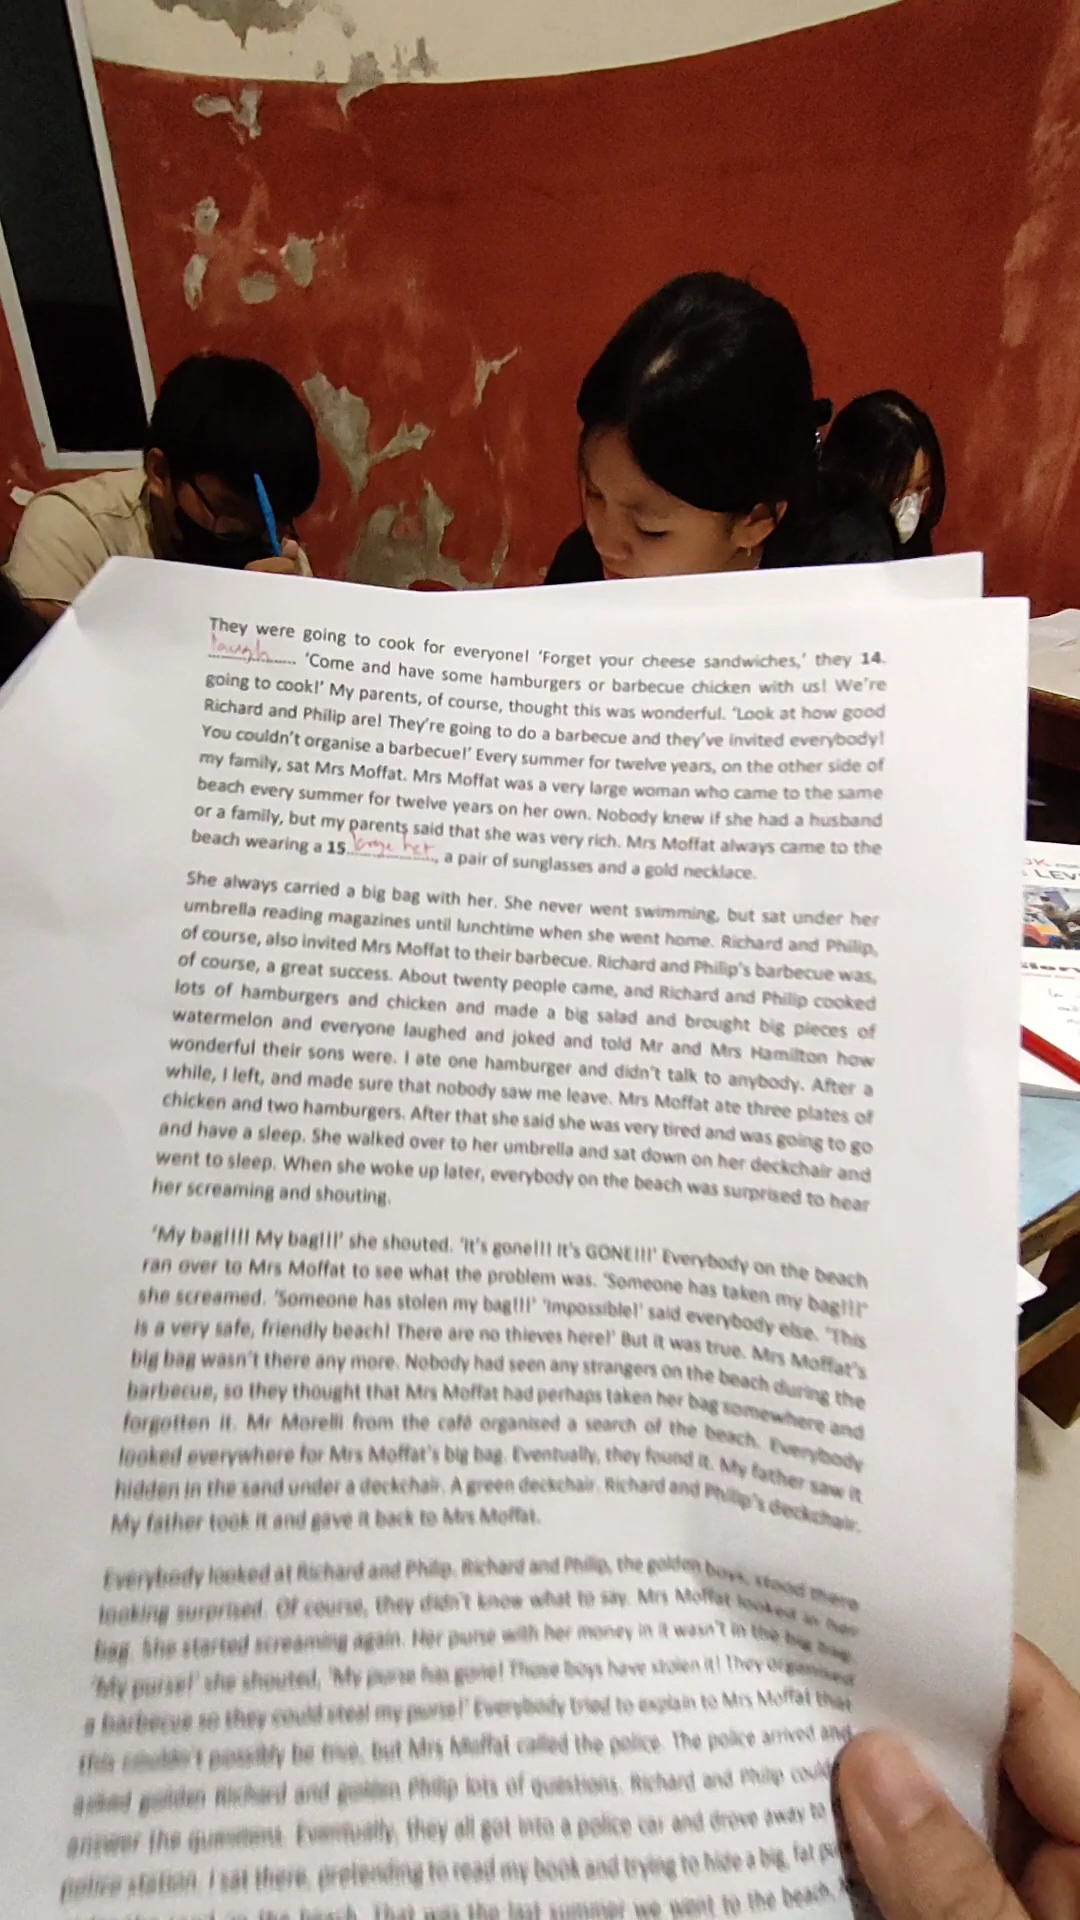 They were going to cook for everyone! 'Forget your cheese sandwiches,' they 14.
laugh 'Come and have some hamburgers or barbecue chicken with us! We're
going to cook!' My parents, of course, thought this was wonderful. 'Look at how good
Richard and Philip are! They're going to do a barbecue and they've invited everybody!
You couldn't organise a barbecue!' Every summer for twelve years, on the other side of
my family, sat Mrs Moffat. Mrs Moffat was a very large woman who came to the same
beach every summer for twelve years on her own. Nobody knew if she had a husband
or a family, but my parents said that she was very rich. Mrs Moffat always came to the
beach wearing a 15 , a pair of sunglasses and a gold necklace.
She always carried a big bag with her. She never went swimming, but sat under her
umbrella reading magazines until lunchtime when she went home. Richard and Philip,
of course, also invited Mrs Moffat to their barbecue. Richard and Philip's barbecue was,
of course, a great success. About twenty people came, and Richard and Philip cooked
lots of hamburgers and chicken and made a big salad and brought big pieces of
watermelon and everyone laughed and joked and told Mr and Mrs Hamilton how
wonderful their sons were. I ate one hamburger and didn't talk to anybody. After a
while, I left, and made sure that nobody saw me leave. Mrs Moffat ate three plates of
chicken and two hamburgers. After that she said she was very tired and was going to go
and have a sleep. She walked over to her umbrella and sat down on her deckchair and
went to sleep. When she woke up later, everybody on the beach was surprised to hear
her screaming and shouting.
'My bag!!!! My bag!!!' she shouted. 'It's gone!!! It's GONE!!!' Everybody on the beach
ran over to Mrs Moffat to see what the problem was. 'Someone has taken my bag!!!'
she screamed. 'Someone has stolen my bag!!!' 'Impossible!' said everybody else. 'This
is a very safe, friendly beach! There are no thieves here!' But it was true. Mrs Moffat's
big bag wasn't there any more. Nobody had seen any strangers on the beach during the
barbecue, so they thought that Mrs Moffat had perhaps taken her bag somewhere and
forgotten it. Mr Morelli from the café organised a search of the beach. Everybody
looked everywhere for Mrs Moffat's big bag. Eventually, they found it. My father saw it
hidden in the sand under a deckchair. A green deckchair. Richard and Philip's deckchair.
My father took it and gave it back to Mrs Moffat.
Everybody looked at Richard and Philip. Richard and Philip, the golden boys, stood there
looking surprised. Of course, they didn't know what to say. Mrs Moffat looked in her
bag. She started screaming again. Her purse with her money in it wasn't in the big bag.
'My purse!' she shouted, 'My purse has gone! Those boys have stolen it! They organised
a barbecue so they could steal my purse!' Everybody tried to explain to Mrs Moffat that
this couldn't possibly be true, but Mrs Moffat called the police. The police arrived and
asked golden Richard and golden Philip lots of questions. Richard and Philip
answer the questions. Eventually, they all got into a police car and drove away to
police station. I sat there, pretending to read my book and trying to hide a big, fat
the beach. That was the last summer we went to the beach.